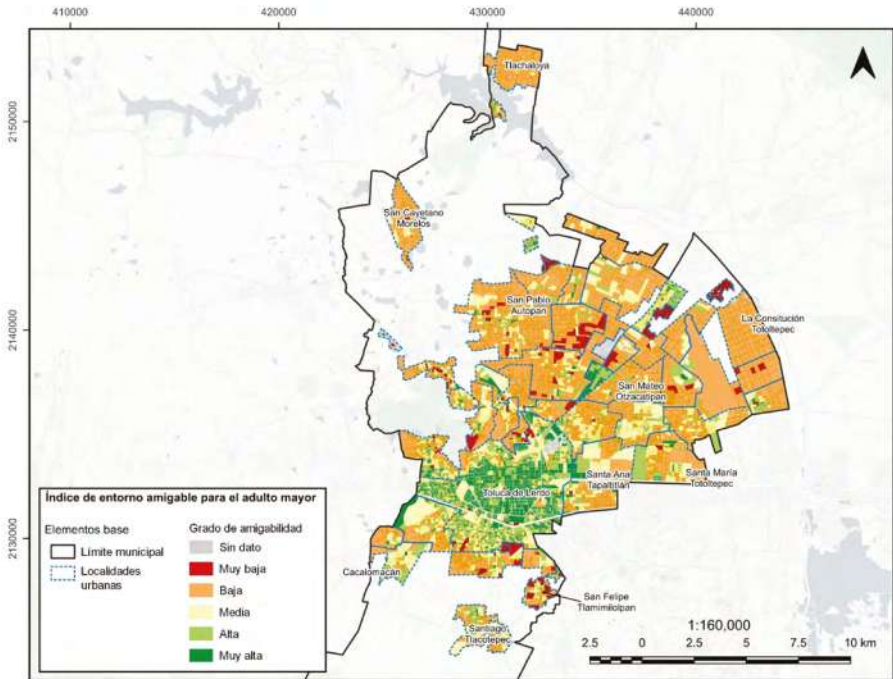 410000 420000 430000 440000
2150000
2140000
2130000
Tlachaloya
San Cayetano
Morelos
San Pablo
Autopan
La Consitución
Totoltepec
San Mateo
Otzacatipan
Santa Ana
Tapaltitlán
Santa María
Totoltepec
Toluca de Lerdo
Cacalomacán
San Felipe
Tlamimilolpan
Santiago
Tlacotepec
Índice de entorno amigable para el adulto mayor
Elementos base
Límite municipal
Localidades
urbanas
Grado de amigabilidad
Sin dato
Muy baja
Baja
Media
Alta
Muy alta
1:160,000
2.5 0 2.5 5 7.5 10 km